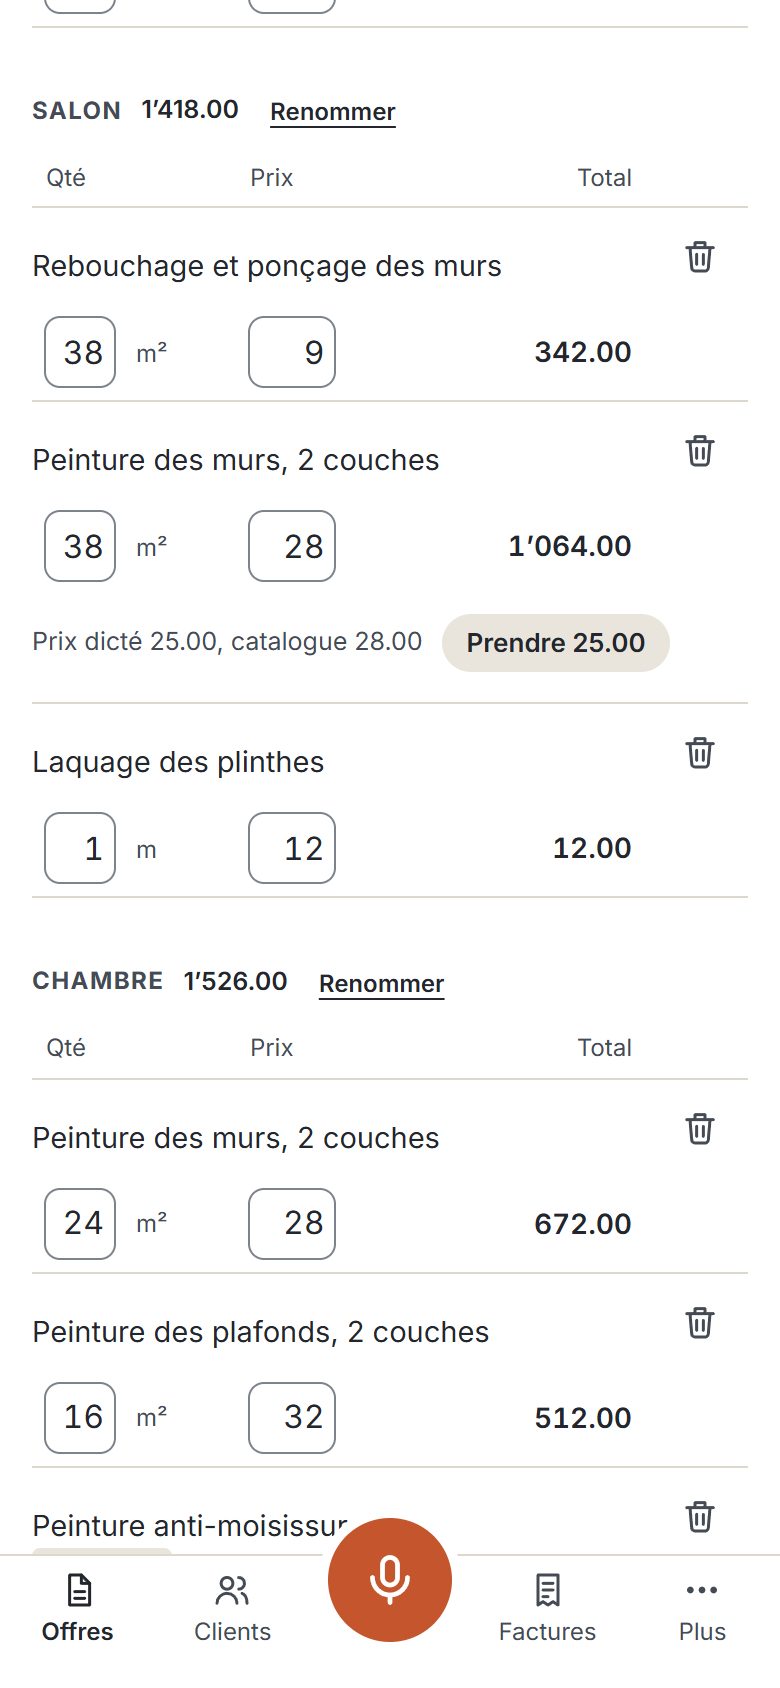 SALON 1’418.00 Renommer
Qté Prix Total
Rebouchage et ponçage des murs
38 m² 9 342.00
Peinture des murs, 2 couches
38 m² 28 1’064.00
Prix dicté 25.00, catalogue 28.00 Prendre 25.00
Laquage des plinthes
1 m 12 12.00
CHAMBRE 1’526.00 Renommer
Qté Prix Total
Peinture des murs, 2 couches
24 m² 28 672.00
Peinture des plafonds, 2 couches
16 m² 32 512.00
Peinture anti-moisissur
Offres Clients Factures Plus